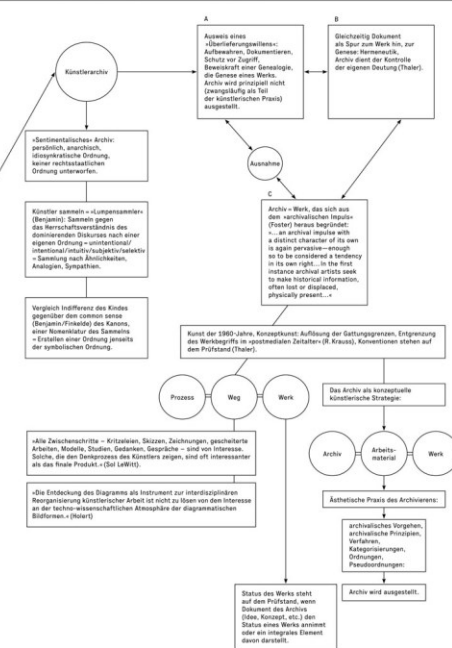 A
Ausweis eines
»Überlieferungswillens«:
Aufbewahren, Dokumentieren,
Schutz vor Zugriff,
Beweiskraft einer Genealogie,
die Genese eines Werks.
Archiv wird prinzipiell nicht
(zwangsläufig als Teil
der künstlerischen Praxis)
ausgestellt.
B
Gleichzeitig Dokument
als Spur zum Werk hin, zur
Genese: Hermeneutik,
Archiv dient der Kontrolle
der eigenen Deutung (Thaler).
Künstlerarchiv
»Sentimentalisches« Archiv:
persönlich, anarchisch,
idiosynkratische Ordnung,
keiner rechtsstaatlichen
Ordnung unterworfen.
Ausnahme
Künstler sammeln = »Lumpensammler«
(Benjamin): Sammeln gegen
das Herrschaftsverständnis des
dominierenden Diskurses nach einer
eigenen Ordnung = unintentional/
intentional/intuitiv/subjektiv/selektiv
= Sammlung nach Ähnlichkeiten,
Analogien, Sympathien.
C
Archiv = Werk, das sich aus
dem »archivalischen Impuls«
(Foster) heraus begründet:
»... an archival impulse with
a distinct character of its own
is again pervasive—enough
so to be considered a tendency
in its own right... In the first
instance archival artists seek
to make historical information,
often lost or displaced,
physically present...«
Vergleich Indifferenz des Kindes
gegenüber dem common sense
(Benjamin/Finkelde) des Kanons,
einer Nomenklatur des Sammelns
= Erstellen einer Ordnung jenseits
der symbolischen Ordnung.
Kunst der 1960-Jahre, Konzeptkunst: Auflösung der Gattungsgrenzen, Entgrenzung
des Werkbegriffs im »postmedialen Zeitalter« (R. Krauss), Konventionen stehen auf
dem Prüfstand (Thaler).
Prozess
Weg
Werk
Das Archiv als konzeptuelle
künstlerische Strategie:
»Alle Zwischenschritte – Kritzeleien, Skizzen, Zeichnungen, gescheiterte
Arbeiten, Modelle, Studien, Gedanken, Gespräche – sind von Interesse.
Solche, die den Denkprozess des Künstlers zeigen, sind oft interessanter
als das finale Produkt.« (Sol LeWitt).
Archiv
Arbeits-
material
Werk
»Die Entdeckung des Diagramms als Instrument zur interdisziplinären
Reorganisierung künstlerischer Arbeit ist nicht zu lösen von dem Interesse
an der techno-wissenschaftlichen Atmosphäre der diagrammatischen
Bildformen.« (Holert)
Ästhetische Praxis des Archivierens:
archivalisches Vorgehen,
archivalische Prinzipien,
Verfahren,
Kategorisierungen,
Ordnungen,
Pseudoordnungen:
Archiv wird ausgestellt.
Status des Werks steht
auf dem Prüfstand, wenn
Dokument des Archivs
(Idee, Konzept, etc.) den
Status eines Werks annimmt
oder ein integrales Element
davon darstellt.